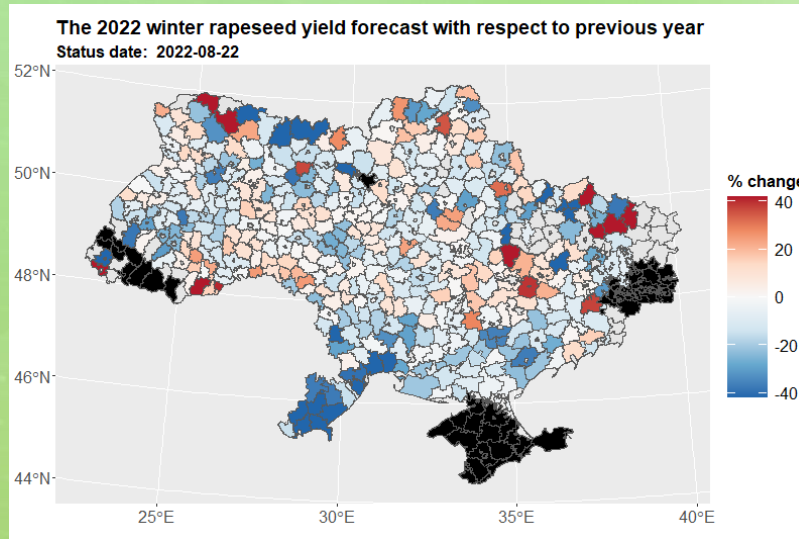 The 2022 winter rapeseed yield forecast with respect to previous year
Status date: 2022-08-22
52°N
50°N
48°N
46°N
44°N
25°E
30°E
35°E
40°E
% change
40
20
0
-20
-40